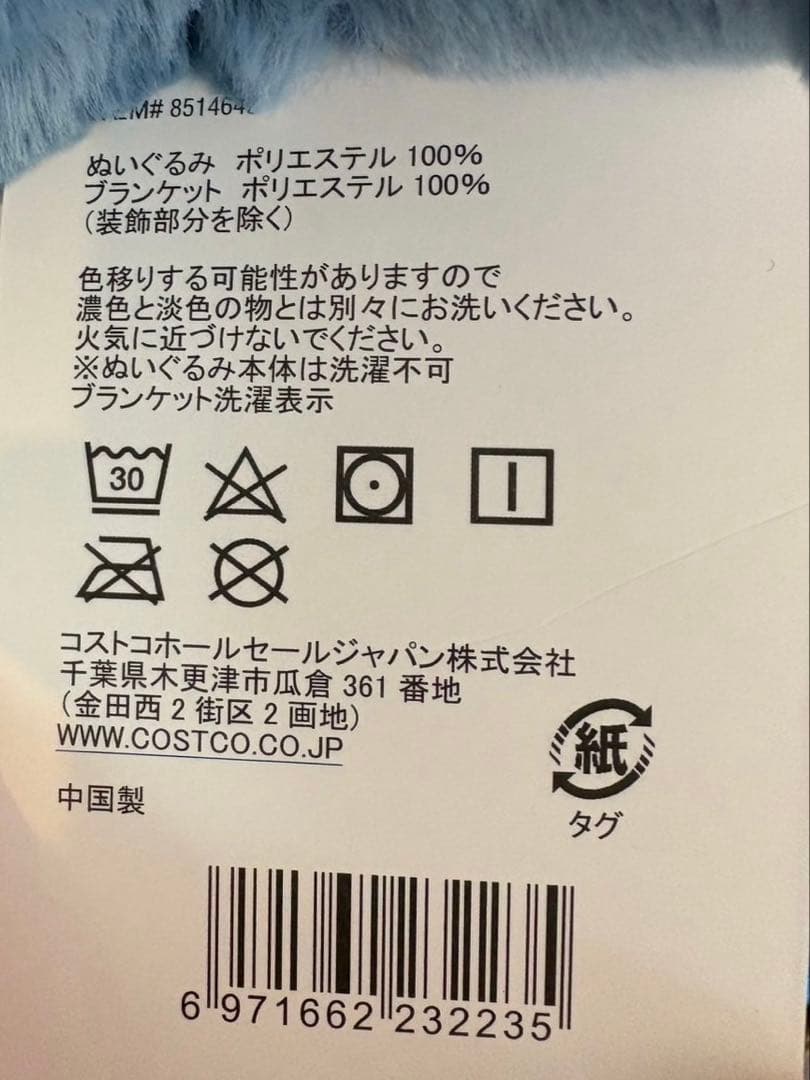 ぬいぐるみ ポリエステル 100%
ブランケット ポリエステル 100%
(装飾部分を除く)
色移りする可能性がありますので
濃色と淡色の物とは別々にお洗いください。
火気に近づけないでください。
※ぬいぐるみ本体は洗濯不可
ブランケット洗濯表示
30
コストコホールセールジャパン株式会社
千葉県木更津市瓜倉 361 番地
(金田西 2 街区 2 画地)
WWW.COSTCO.CO.JP
中国製
紙
タグ
6 971662 232235